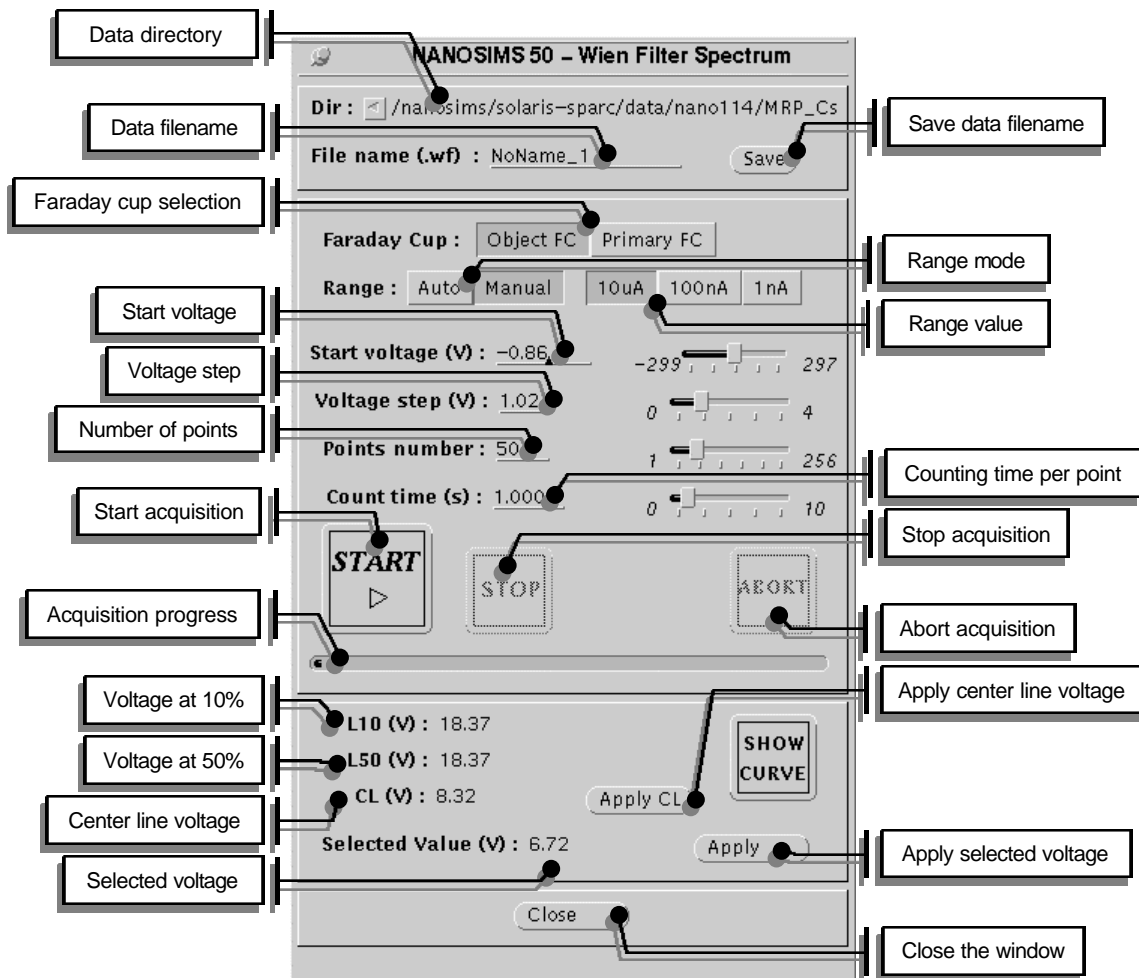 Data directory
NANOSIMS 50 – Wien Filter Spectrum
Dir : /nanosims/solaris-sparc/data/nano114/MRP_Cs
Data filename
Save data filename
File name (.wf) : NoName_1 Save
Faraday cup selection
Faraday Cup : Object FC Primary FC
Range mode
Range : Auto Manual 10uA 100nA 1nA
Start voltage
Range value
Start voltage (V) : -0.86 -299 297
Voltage step
Voltage step (V) : 1.02 0 4
Number of points
Points number : 50 1 256
Counting time per point
Count time (s) : 1.000 0 10
Start acquisition
Stop acquisition
START
STOP
ABORT
Acquisition progress
Abort acquisition
Voltage at 10%
Apply center line voltage
L10 (V) : 18.37
SHOW
CURVE
Voltage at 50%
L50 (V) : 18.37
CL (V) : 8.32 Apply CL
Center line voltage
Selected Value (V) : 6.72 Apply
Apply selected voltage
Selected voltage
Close
Close the window